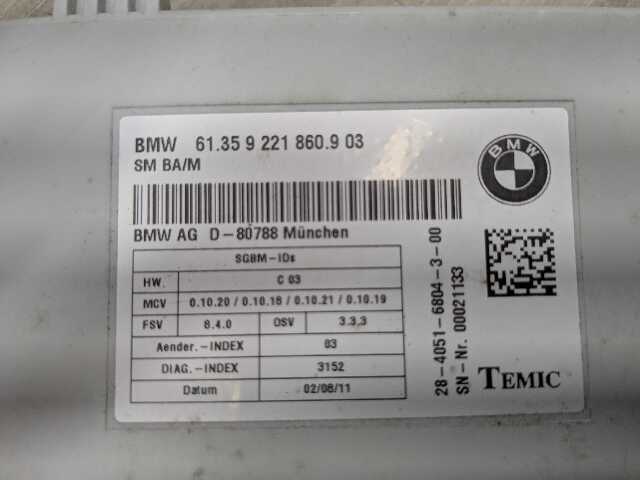 BMW 61.35 9 221 860.9 03
SM BA/M
BMW
BMW AG D-80788 München
SGBM-IDs
HW. C 03
MCV 0.10.20 / 0.10.18 / 0.10.21 / 0.10.19
FSV 8.4.0 OSV 3.3.3
Aender.-INDEX 03
DIAG.-INDEX 3152
Datum 02/08/11
28-4051-6804-3-00
SN-Nr. 00021133
TEMIC